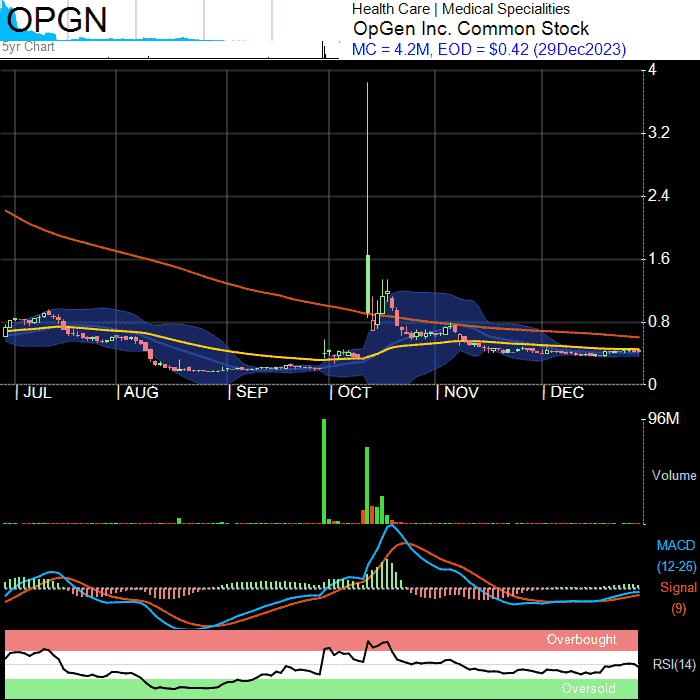 OPGN
5yr Chart
Health Care | Medical Specialities
OpGen Inc. Common Stock
MC = 4.2M, EOD = $0.42 (29Dec2023)
4
3.2
2.4
1.6
0.8
0
JUL AUG SEP OCT NOV DEC
96M
Volume
MACD
(12-26)
Signal
(9)
Overbought
RSI(14)
Oversold